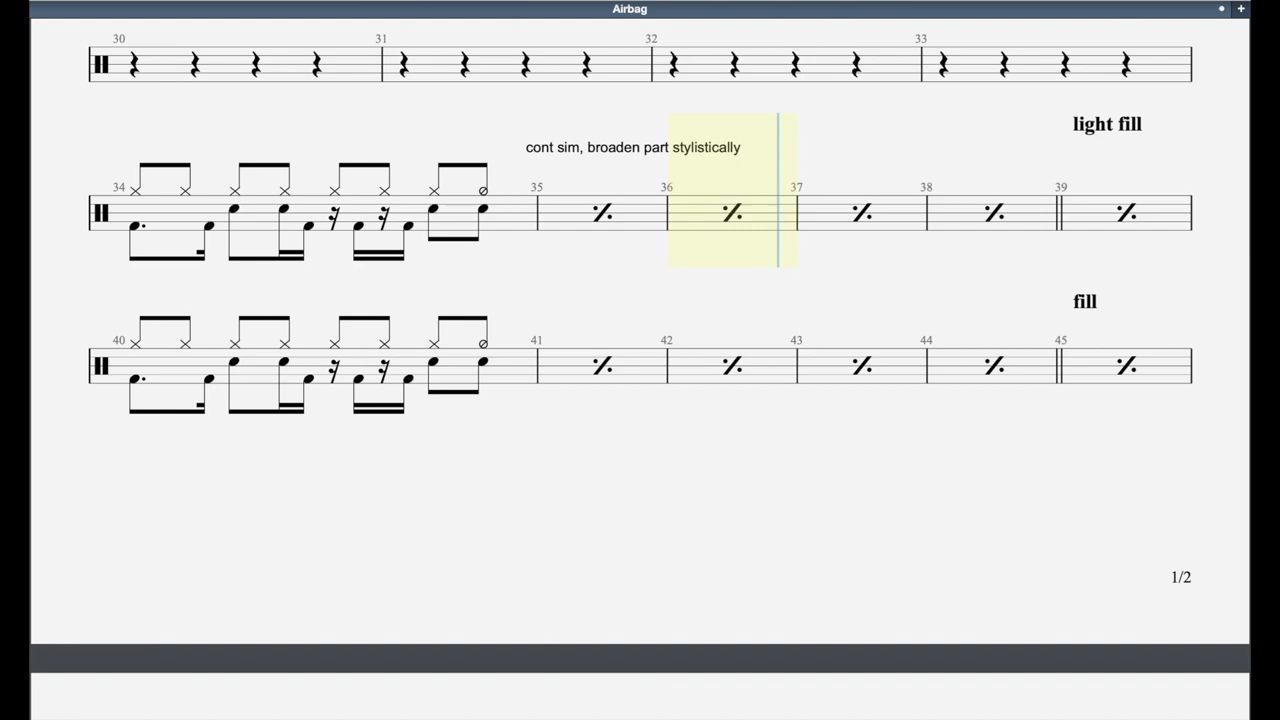 Airbag
30 31 32 33
light fill
cont sim, broaden part stylistically
34 35 36 37 38 39
fill
40 41 42 43 44 45
1/2